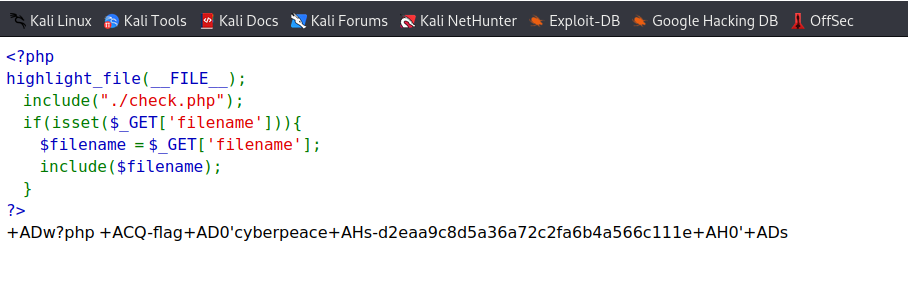 Kali Linux Kali Tools Kali Docs Kali Forums Kali NetHunter Exploit-DB Google Hacking DB OffSec
<?php
highlight_file(__FILE__);
include("./check.php");
if(isset($_GET['filename'])){
$filename = $_GET['filename'];
include($filename);
}
?>
+ADw?php +ACQ-flag+AD0'cyberpeace+AHs-d2eaa9c8d5a36a72c2fa6b4a566c111e+AH0'+ADs